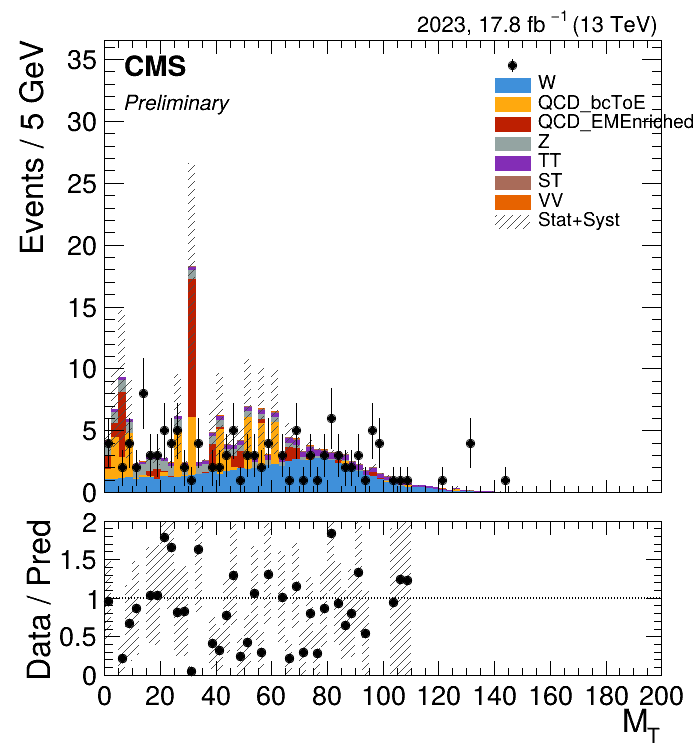 2023, 17.8 fb⁻¹ (13 TeV)
CMS
Preliminary
W
QCD_bcToE
QCD_EMEnriched
Z
TT
ST
VV
Stat+Syst
Events / 5 GeV
35
30
25
20
15
10
5
0
Data / Pred
2
1.5
1
0.5
0
0 20 40 60 80 100 120 140 160 180 200
M_T